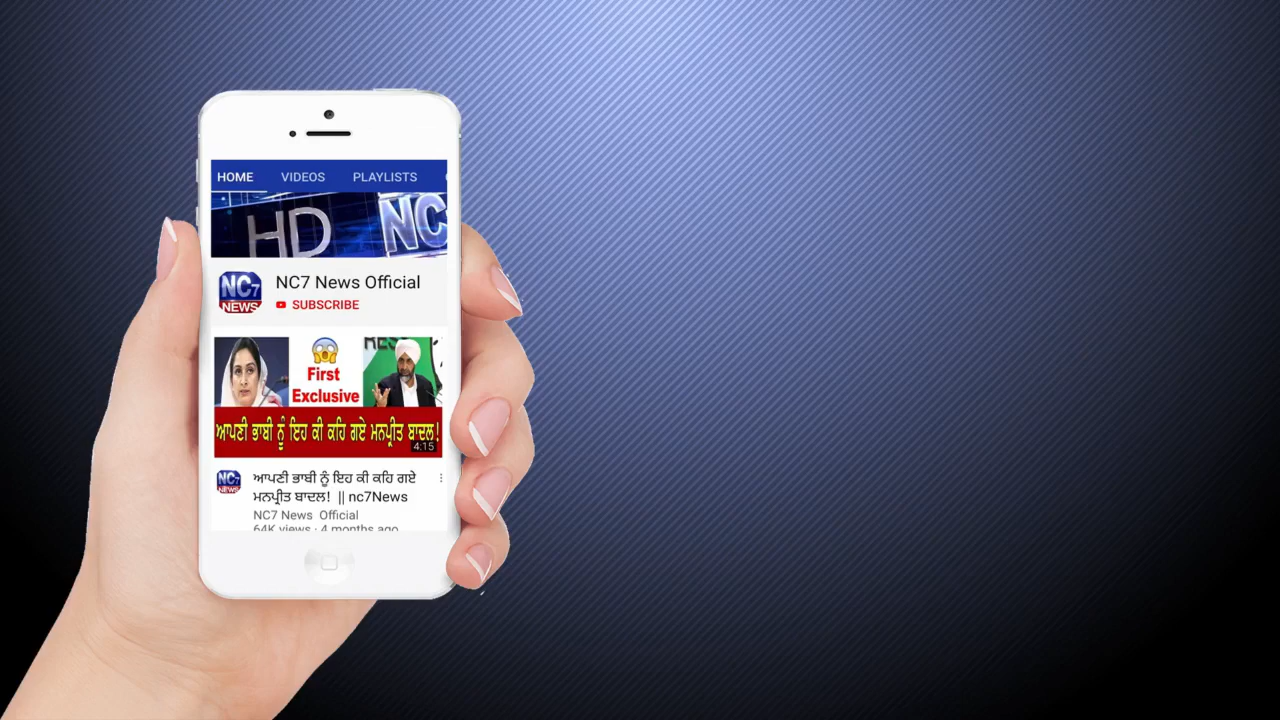 HOME VIDEOS PLAYLISTS
HD NC
NC7 NEWS
NC7 News Official
SUBSCRIBE
RES
First
Exclusive
ਆਪਣੀ ਭਾਬੀ ਨੂੰ ਇਹ ਕੀ ਕਹਿ ਗਏ ਮਨਪ੍ਰੀਤ ਬਾਦਲ!
4:15
NC7 NEWS
ਆਪਣੀ ਭਾਬੀ ਨੂੰ ਇਹ ਕੀ ਕਹਿ ਗਏ
ਮਨਪ੍ਰੀਤ ਬਾਦਲ! || nc7News
NC7 News Official
64K views · 4 months ago